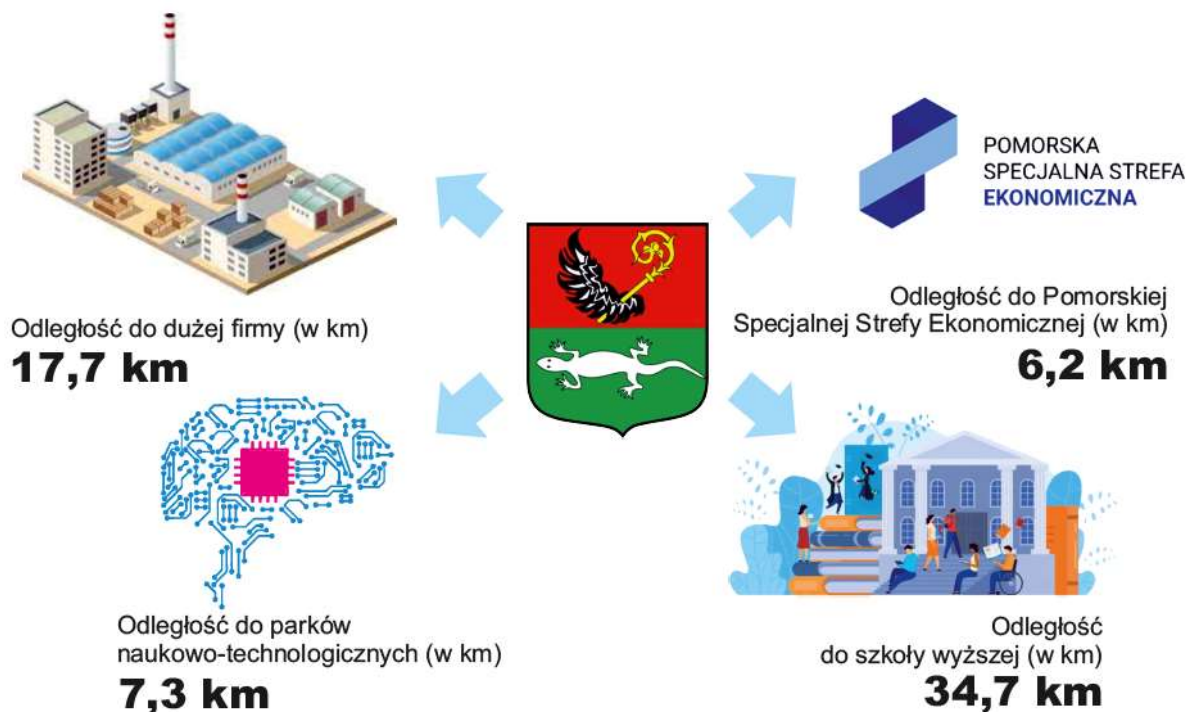 POMORSKA
SPECJALNA STREFA
EKONOMICZNA
Odległość do dużej firmy (w km)
17,7 km
Odległość do Pomorskiej
Specjalnej Strefy Ekonomicznej (w km)
6,2 km
Odległość do parków
naukowo-technologicznych (w km)
7,3 km
Odległość
do szkoły wyższej (w km)
34,7 km